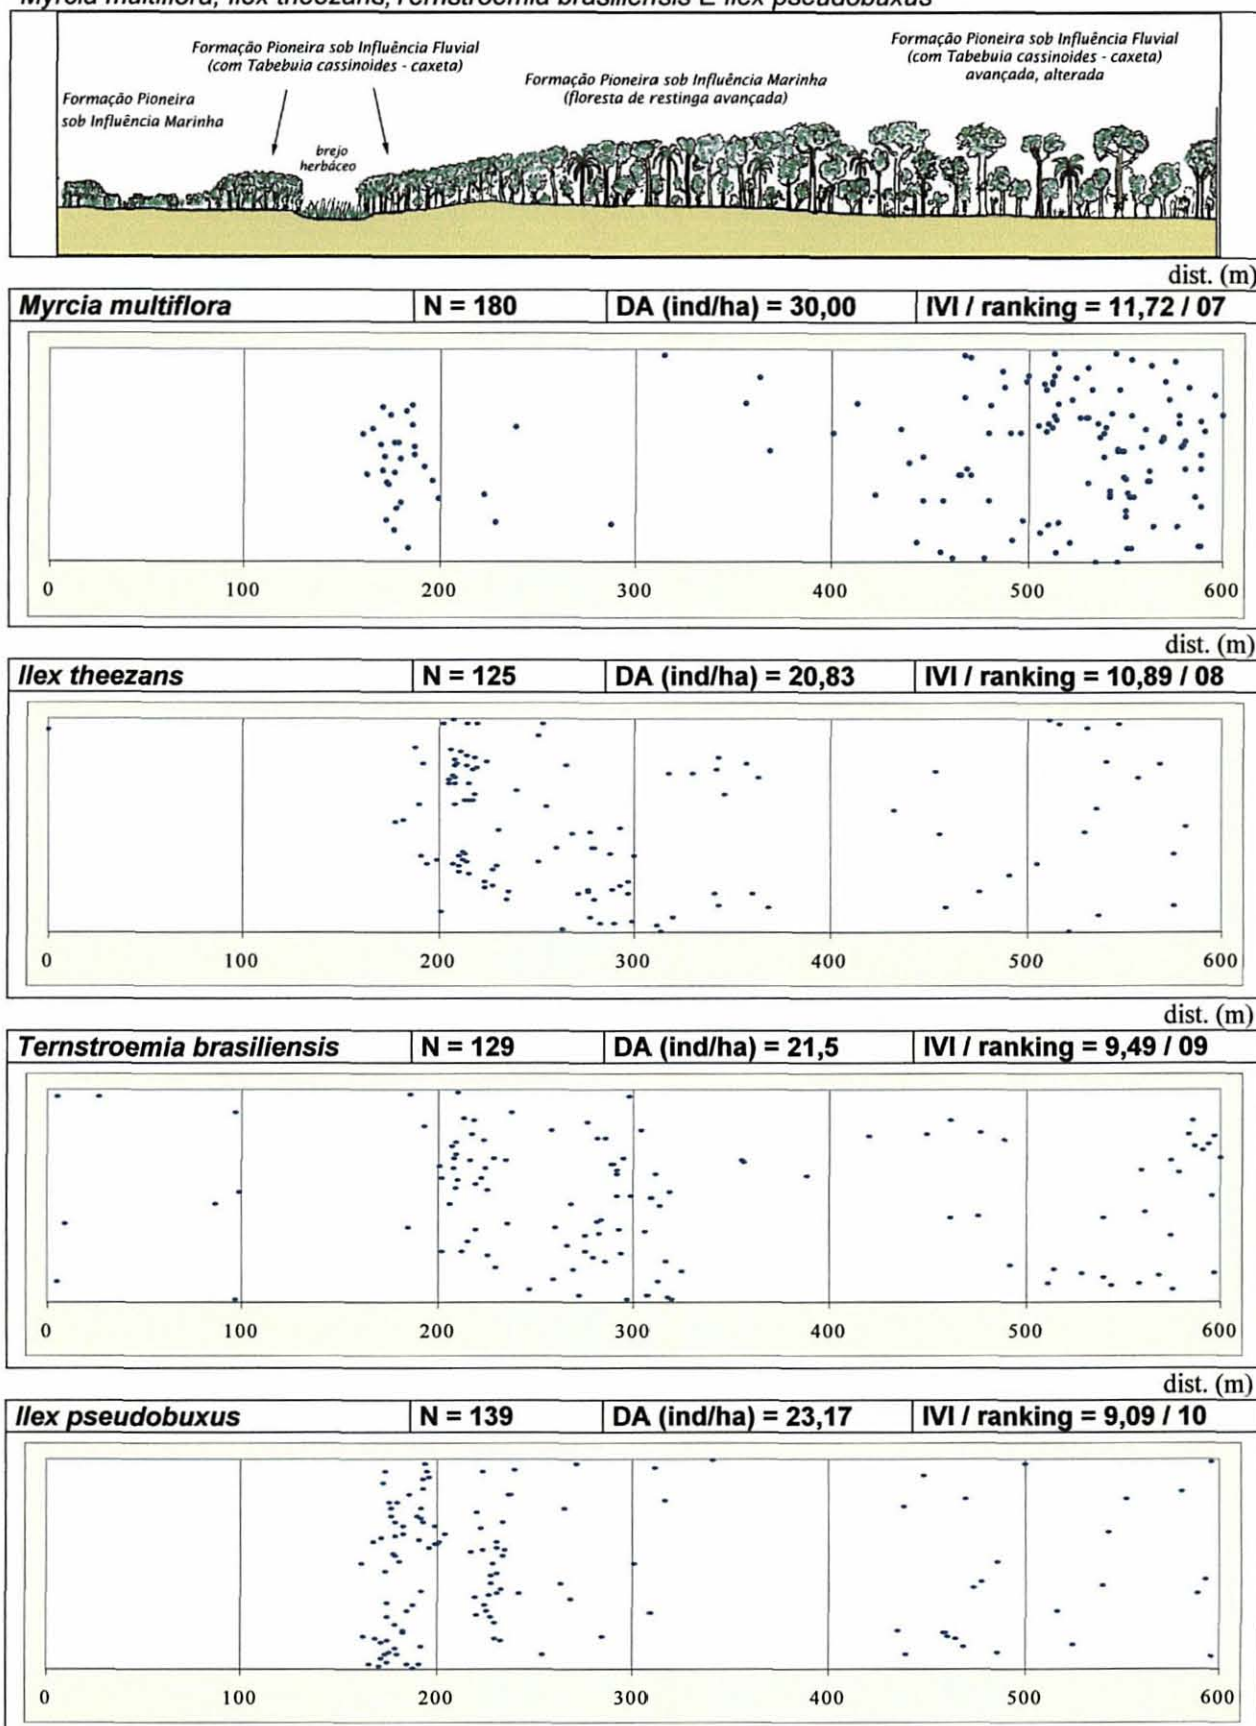 Myrcia multiflora, Ilex theezans, Ternstroemia brasiliensis E Ilex pseudobuxus
Formação Pioneira sob Influência Fluvial
(com Tabebuia cassinoides - caxeta)
Formação Pioneira sob Influência Fluvial
(com Tabebuia cassinoides - caxeta)
avançada, alterada
Formação Pioneira sob Influência Marinha
(floresta de restinga avançada)
Formação Pioneira
sob Influência Marinha
brejo
herbáceo
dist. (m)
Myrcia multiflora N = 180 DA (ind/ha) = 30,00 IVI / ranking = 11,72 / 07
0 100 200 300 400 500 600
dist. (m)
Ilex theezans N = 125 DA (ind/ha) = 20,83 IVI / ranking = 10,89 / 08
0 100 200 300 400 500 600
dist. (m)
Ternstroemia brasiliensis N = 129 DA (ind/ha) = 21,5 IVI / ranking = 9,49 / 09
0 100 200 300 400 500 600
dist. (m)
Ilex pseudobuxus N = 139 DA (ind/ha) = 23,17 IVI / ranking = 9,09 / 10
0 100 200 300 400 500 600